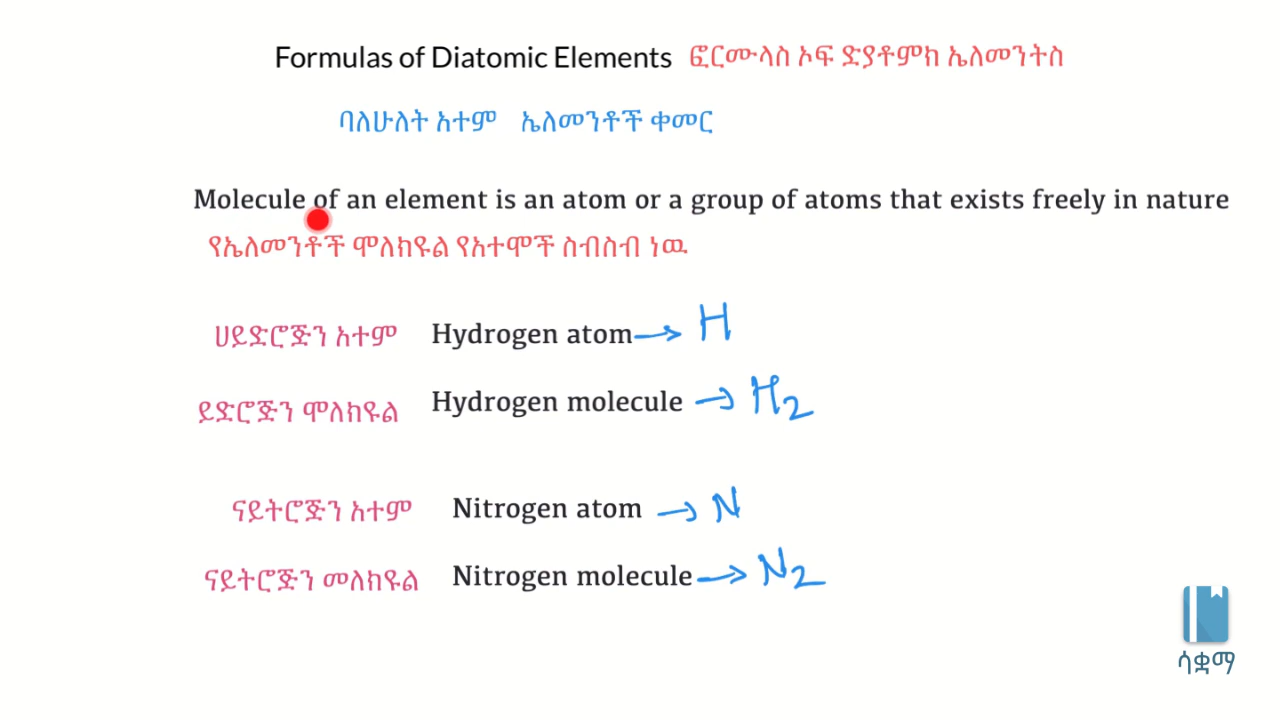 Formulas of Diatomic Elements ፎርሙላስ ኦፍ ድያቶምክ ኤለመንትስ
ባለሁለት አተም ኤለመንቶች ቀመር
Molecule of an element is an atom or a group of atoms that exists freely in nature
የኤለመንቶች ሞለክዩል የአተሞች ስብስብ ነዉ
ሀይድሮጅን አተም Hydrogen atom → H
ይድሮጅን ሞለክዩል Hydrogen molecule → H₂
ናይትሮጅን አተም Nitrogen atom → N
ናይትሮጅን መለክዩል Nitrogen molecule → N₂
ሳቋማ